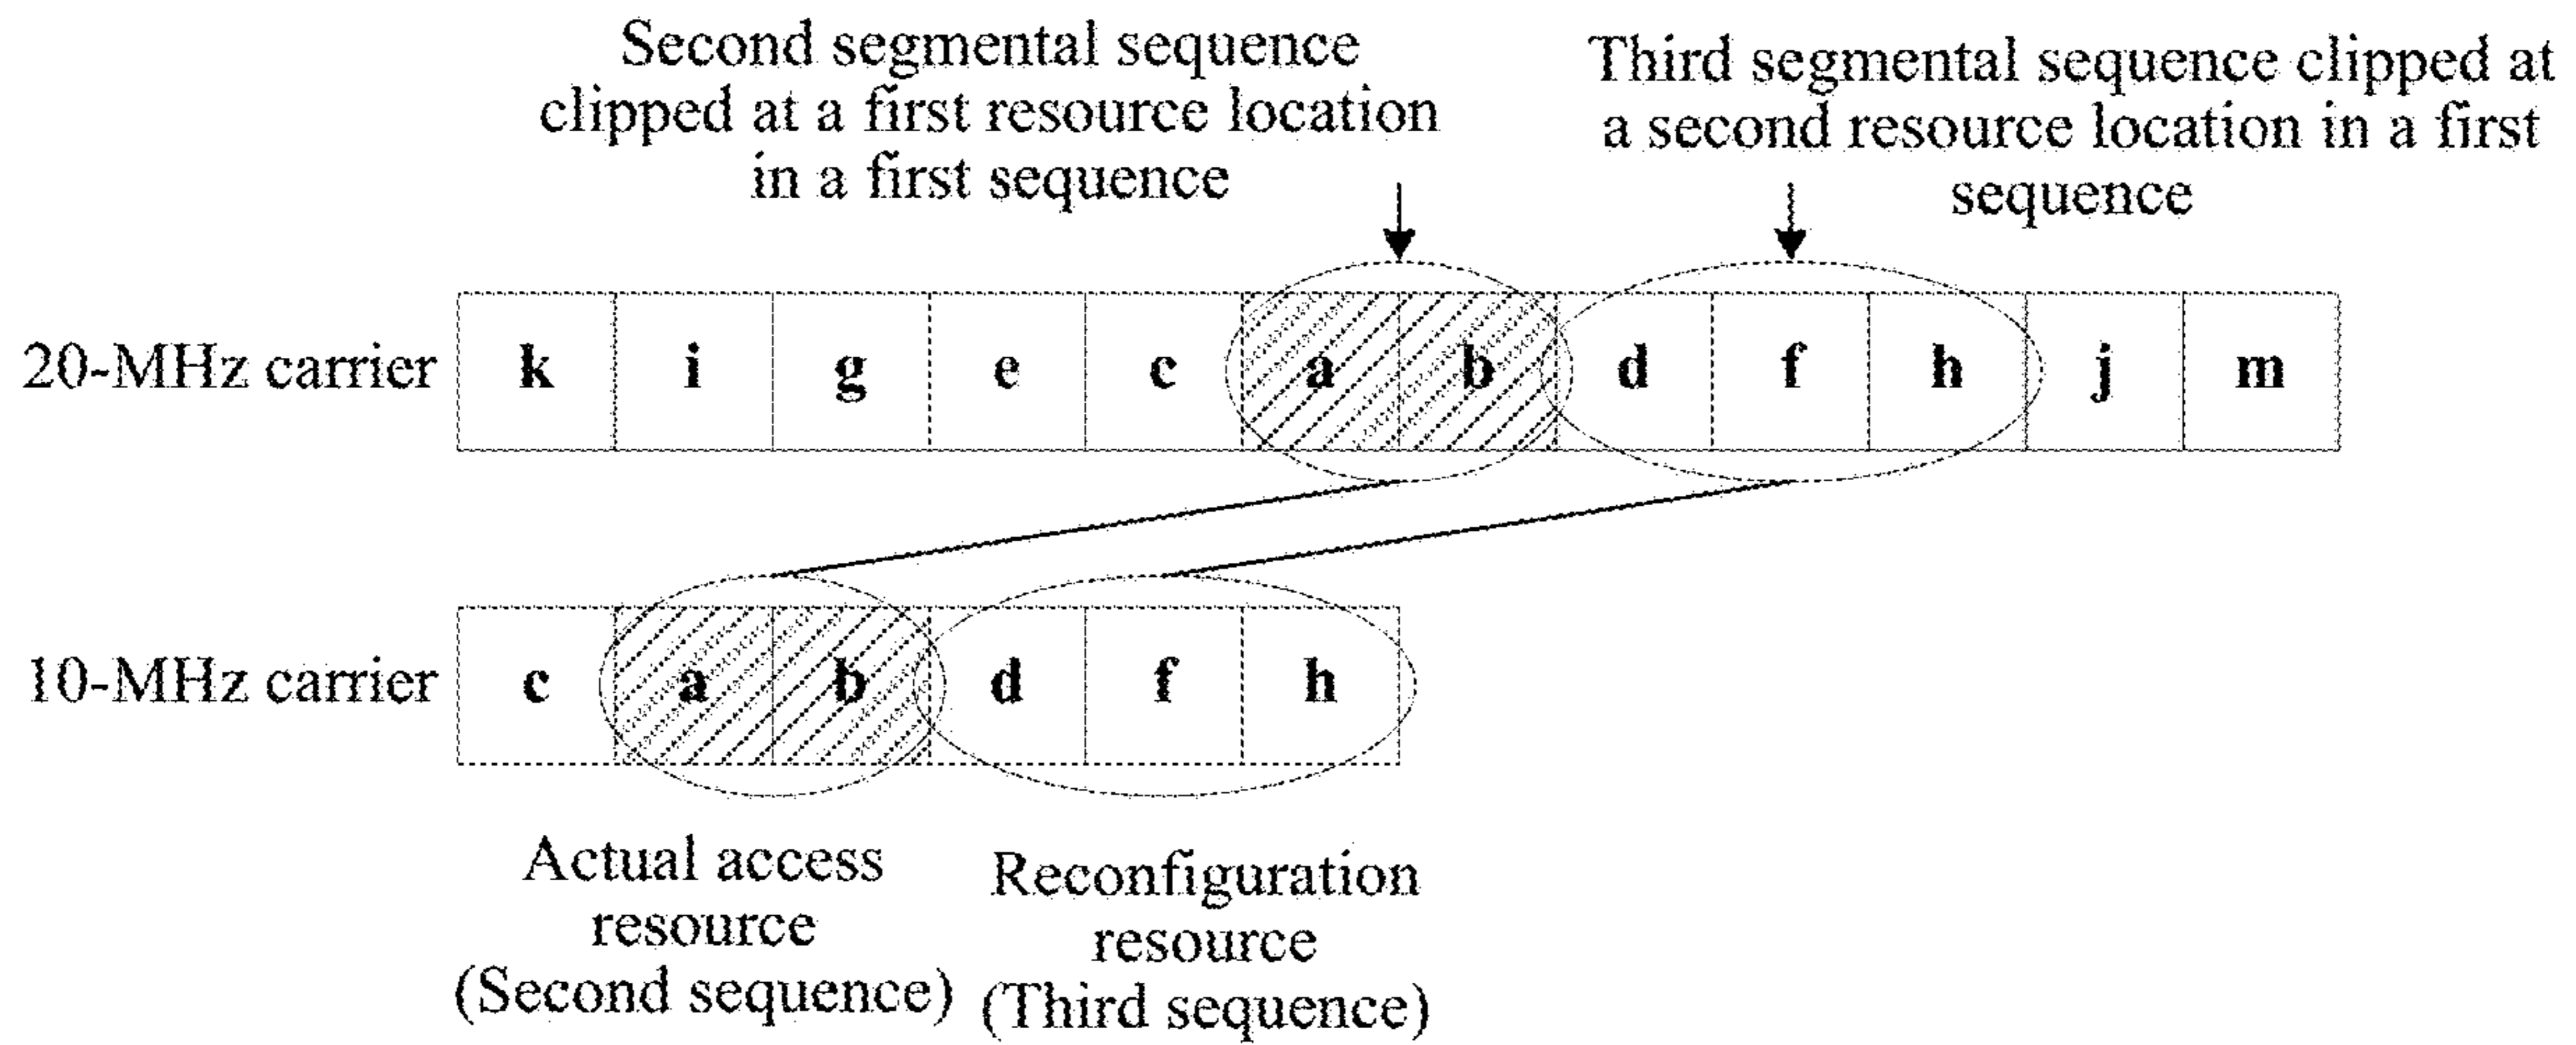 Second segmental sequence
clipped at a first resource location
in a first sequence
Third segmental sequence clipped at
a second resource location in a first
sequence
20-MHz carrier k i g e c a b d f h j m
10-MHz carrier c a b d f h
Actual access
resource
(Second sequence)
Reconfiguration
resource
(Third sequence)